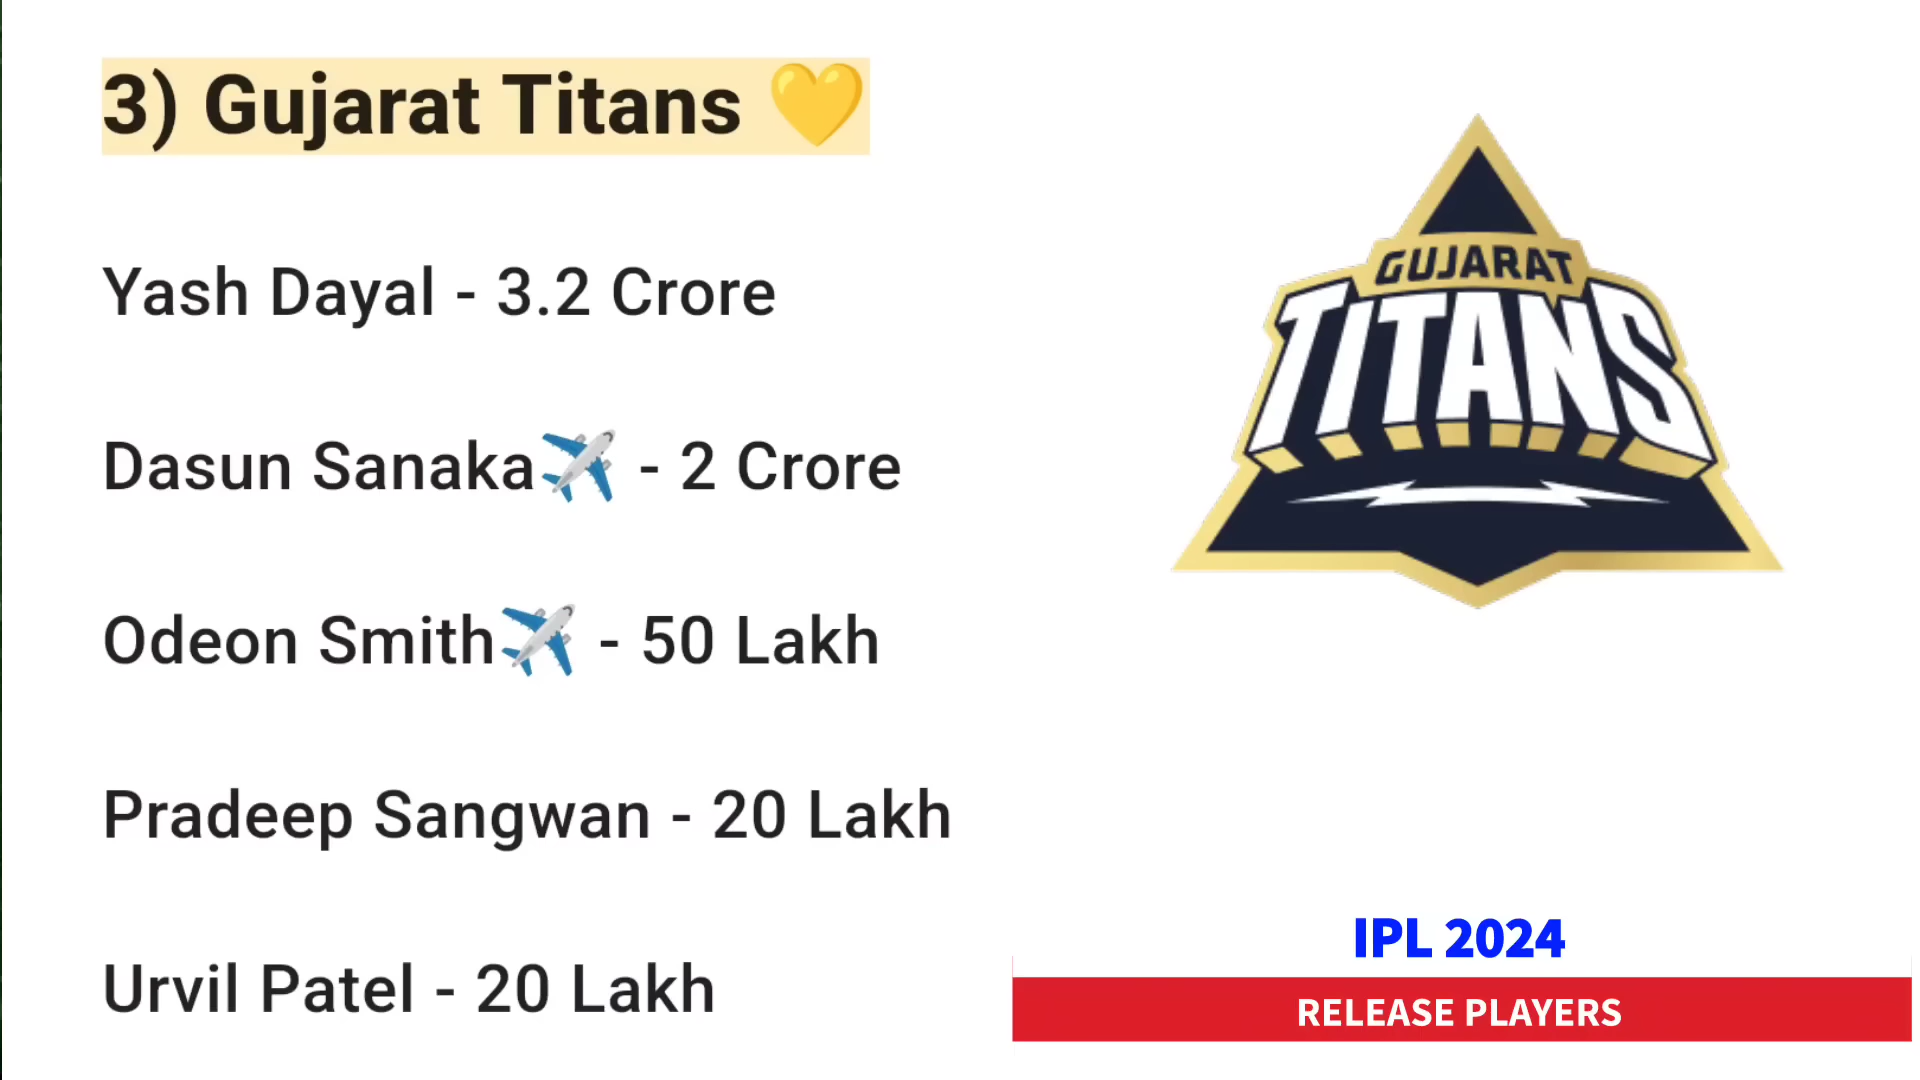 3) Gujarat Titans 💛
Yash Dayal - 3.2 Crore
Dasun Sanaka✈️ - 2 Crore
Odeon Smith✈️ - 50 Lakh
Pradeep Sangwan - 20 Lakh
Urvil Patel - 20 Lakh
GUJARAT
TITANS
IPL 2024
RELEASE PLAYERS